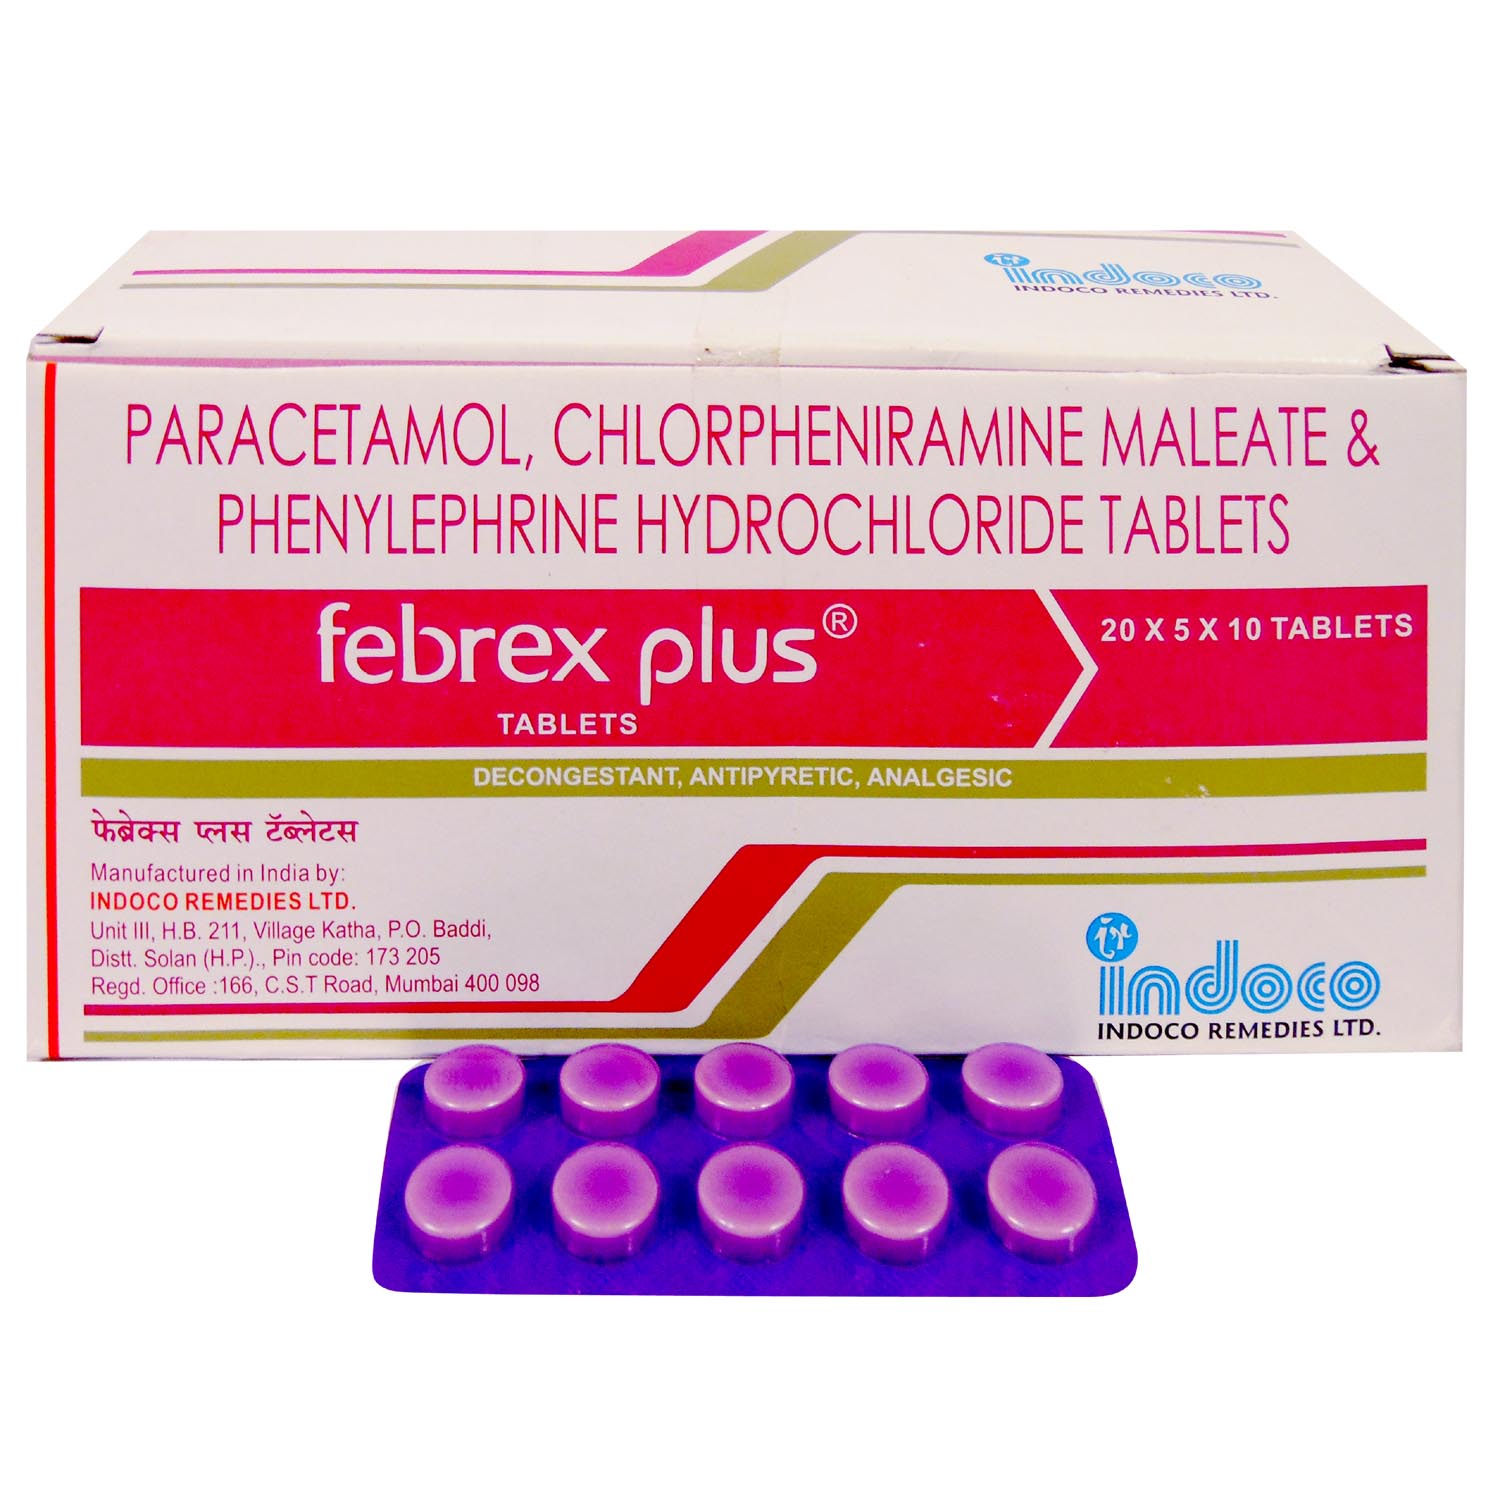 indoco
INDOCO REMEDIES LTD.
PARACETAMOL, CHLORPHENIRAMINE MALEATE &
PHENYLEPHRINE HYDROCHLORIDE TABLETS
febrex plus®
TABLETS
20 X 5 X 10 TABLETS
DECONGESTANT, ANTIPYRETIC, ANALGESIC
फेब्रेक्स प्लस टॅब्लेटस
Manufactured in India by:
INDOCO REMEDIES LTD.
Unit III, H.B. 211, Village Katha, P.O. Baddi,
Distt. Solan (H.P.)., Pin code: 173 205
Regd. Office :166, C.S.T Road, Mumbai 400 098
indoco
INDOCO REMEDIES LTD.